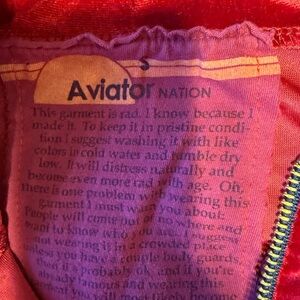 S
Aviator NATION
This garment is rad. I know because I
made it. To keep it in pristine condi-
tion I suggest washing it with like
colors in cold water and tumble dry
low. It will distress naturally and
become even more rad with age. Oh,
there is one problem with wearing this
garment I must warn you about:
People will come out of nowhere and
want to know who you are. I suggest
not wearing it in a crowded place
unless you have a couple body guards,
then it's probably ok, and if you're
already famous and wearing this
you will most likely